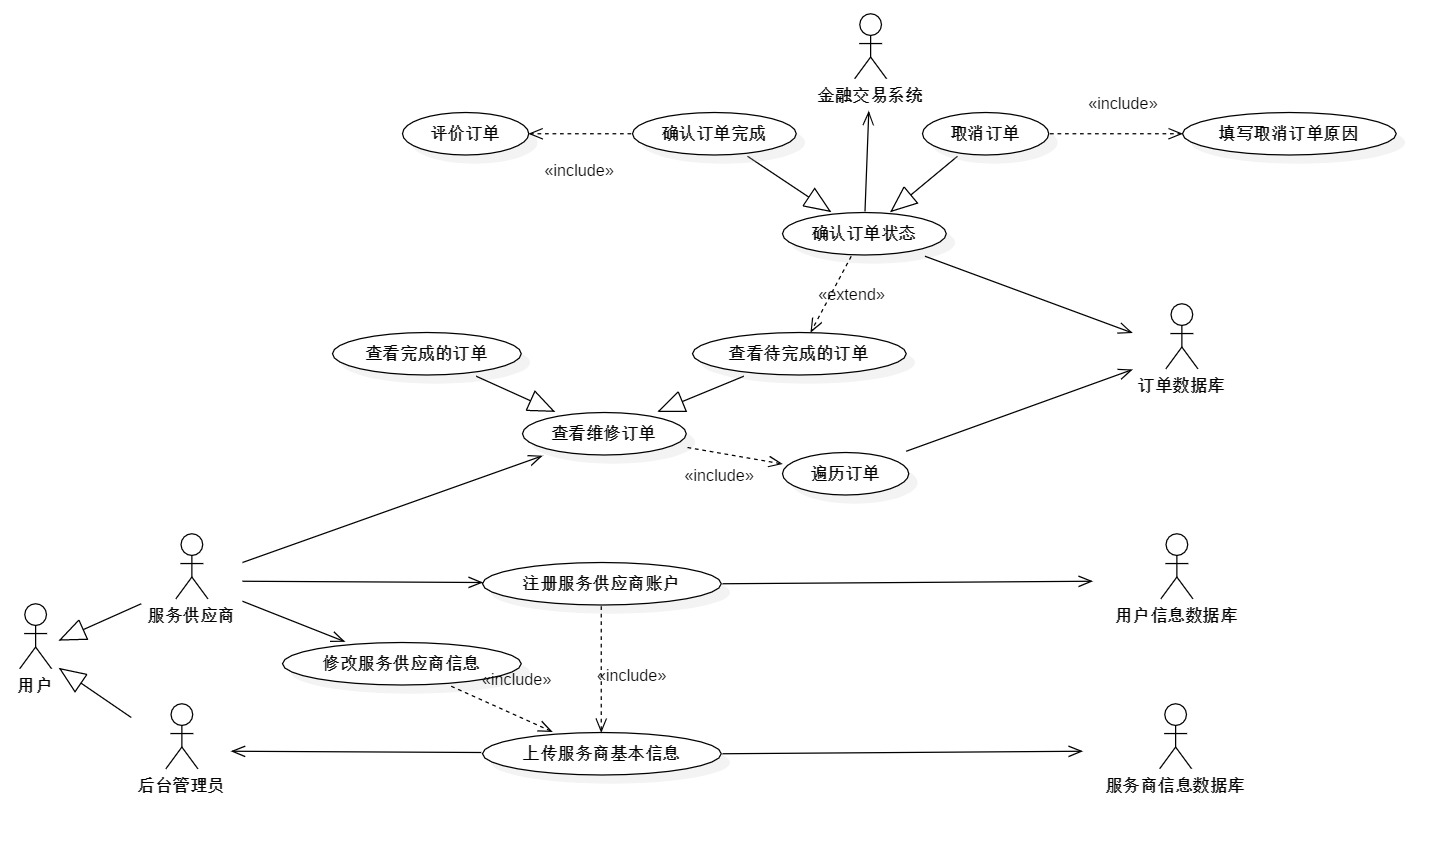 金融交易系统
«include»
评价订单
确认订单完成
取消订单
填写取消订单原因
«include»
确认订单状态
«extend»
查看完成的订单
查看待完成的订单
订单数据库
查看维修订单
«include»
遍历订单
注册服务供应商账户
服务供应商
用户信息数据库
修改服务供应商信息
«include»
«include»
用户
上传服务商基本信息
后台管理员
服务商信息数据库